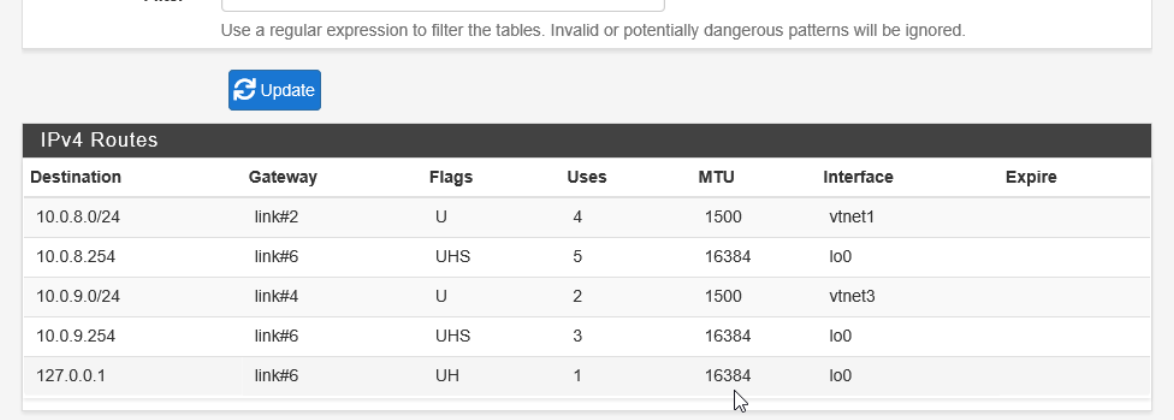 Use a regular expression to filter the tables. Invalid or potentially dangerous patterns will be ignored.
Update
IPv4 Routes
Destination Gateway Flags Uses MTU Interface Expire
10.0.8.0/24 link#2 U 4 1500 vtnet1
10.0.8.254 link#6 UHS 5 16384 lo0
10.0.9.0/24 link#4 U 2 1500 vtnet3
10.0.9.254 link#6 UHS 3 16384 lo0
127.0.0.1 link#6 UH 1 16384 lo0